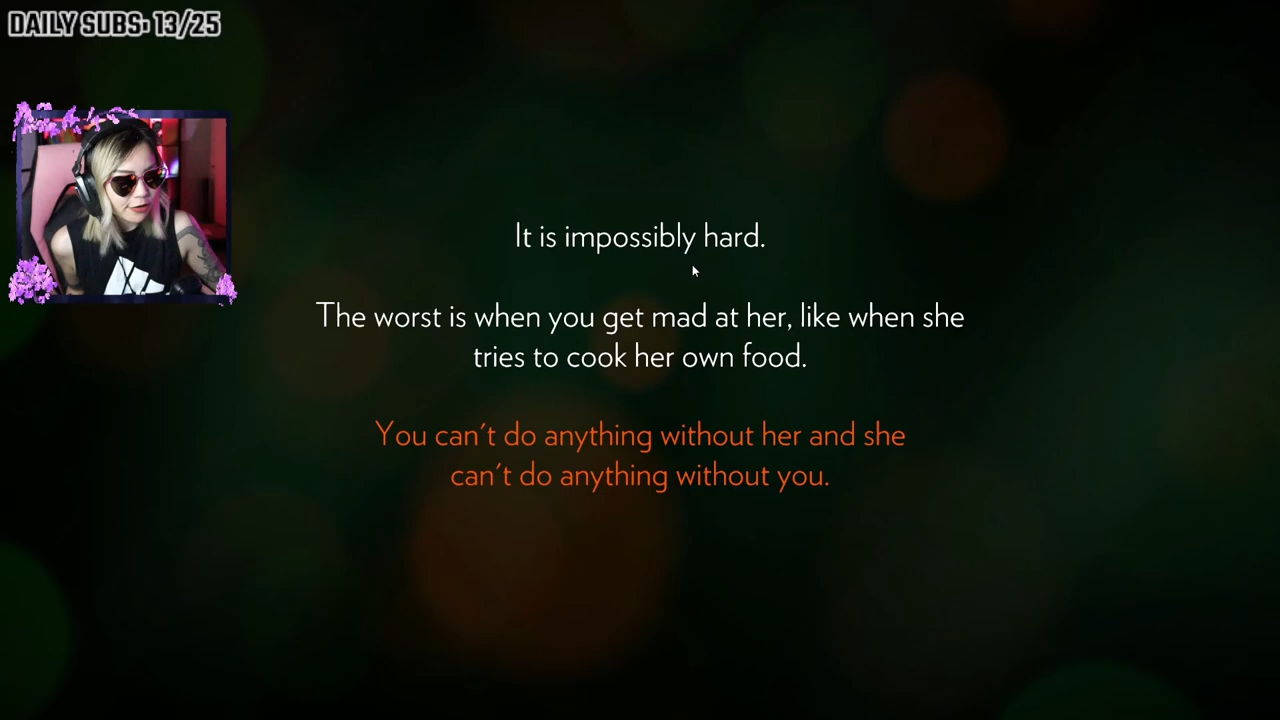 DAILY SUBS: 13/25
It is impossibly hard.
The worst is when you get mad at her, like when she
tries to cook her own food.
You can't do anything without her and she
can't do anything without you.